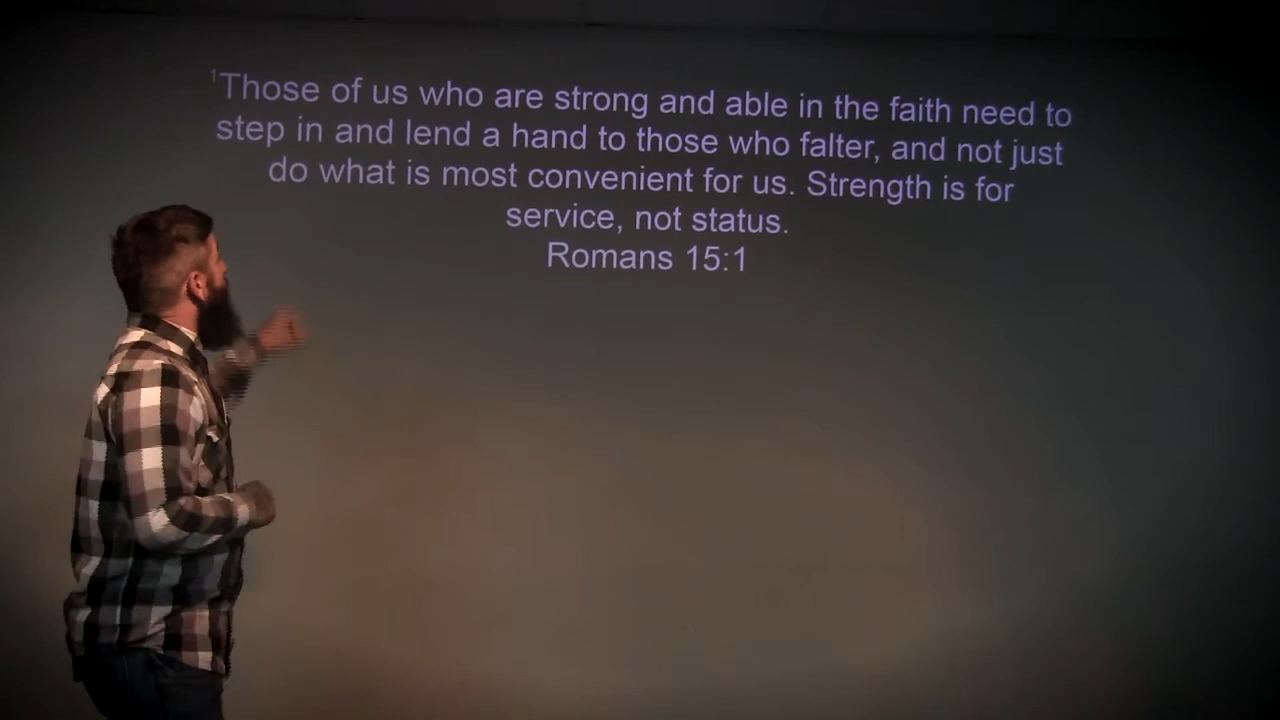 ¹Those of us who are strong and able in the faith need to
step in and lend a hand to those who falter, and not just
do what is most convenient for us. Strength is for
service, not status.
Romans 15:1